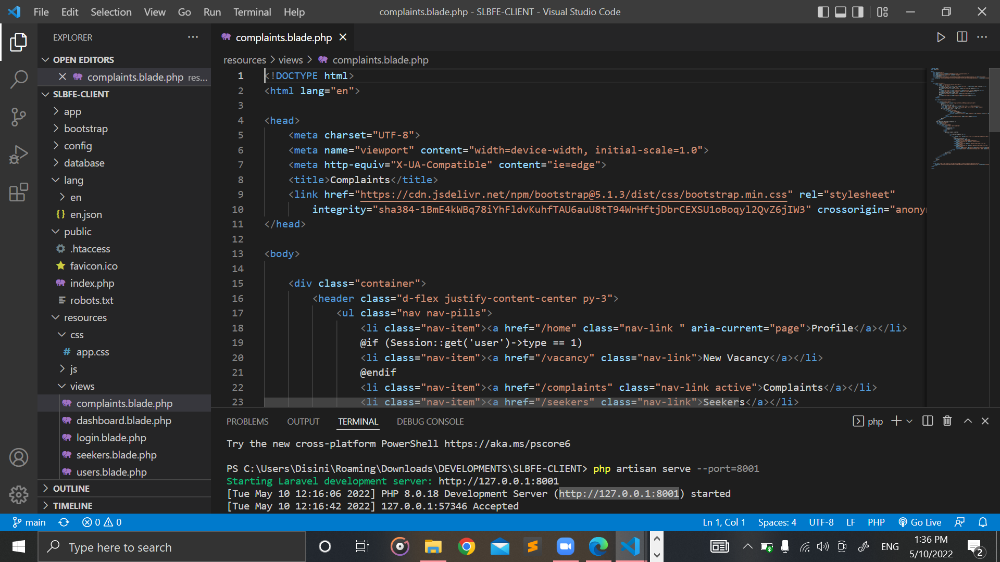 File Edit Selection View Go Run Terminal Help
complaints.blade.php - SLBFE-CLIENT - Visual Studio Code
EXPLORER
OPEN EDITORS
complaints.blade.php res...
SLBFE-CLIENT
app
bootstrap
config
database
lang
en
{} en.json
public
.htaccess
favicon.ico
index.php
robots.txt
resources
css
# app.css
js
views
complaints.blade.php
dashboard.blade.php
login.blade.php
seekers.blade.php
users.blade.php
OUTLINE
TIMELINE
complaints.blade.php
resources > views > complaints.blade.php
1 <!DOCTYPE html>
2 <html lang="en">
3
4 <head>
5 <meta charset="UTF-8">
6 <meta name="viewport" content="width=device-width, initial-scale=1.0">
7 <meta http-equiv="X-UA-Compatible" content="ie=edge">
8 <title>Complaints</title>
9 <link href="https://cdn.jsdelivr.net/npm/bootstrap@5.1.3/dist/css/bootstrap.min.css" rel="stylesheet"
10 integrity="sha384-1BmE4kWBq78iYhFldvKuhfTAU6auU8tT94WrHftjDbrCEXSU1oBoqyl2QvZ6jIW3" crossorigin="anony
11 </head>
12
13 <body>
14
15 <div class="container">
16 <header class="d-flex justify-content-center py-3">
17 <ul class="nav nav-pills">
18 <li class="nav-item"><a href="/home" class="nav-link " aria-current="page">Profile</a></li>
19 @if (Session::get('user')->type == 1)
20 <li class="nav-item"><a href="/vacancy" class="nav-link">New Vacancy</a></li>
21 @endif
22 <li class="nav-item"><a href="/complaints" class="nav-link active">Complaints</a></li>
23 <li class="nav-item"><a href="/seekers" class="nav-link">Seekers</a></li>
PROBLEMS OUTPUT TERMINAL DEBUG CONSOLE
php
Try the new cross-platform PowerShell https://aka.ms/pscore6
PS C:\Users\Disini\Roaming\Downloads\DEVELOPMENTS\SLBFE-CLIENT> php artisan serve --port=8001
Starting Laravel development server: http://127.0.0.1:8001
[Tue May 10 12:16:06 2022] PHP 8.0.18 Development Server (http://127.0.0.1:8001) started
[Tue May 10 12:16:42 2022] 127.0.0.1:57346 Accepted
main 0 0 Ln 1, Col 1 Spaces: 4 UTF-8 LF PHP Go Live
Type here to search
ENG
1:36 PM
5/10/2022
2